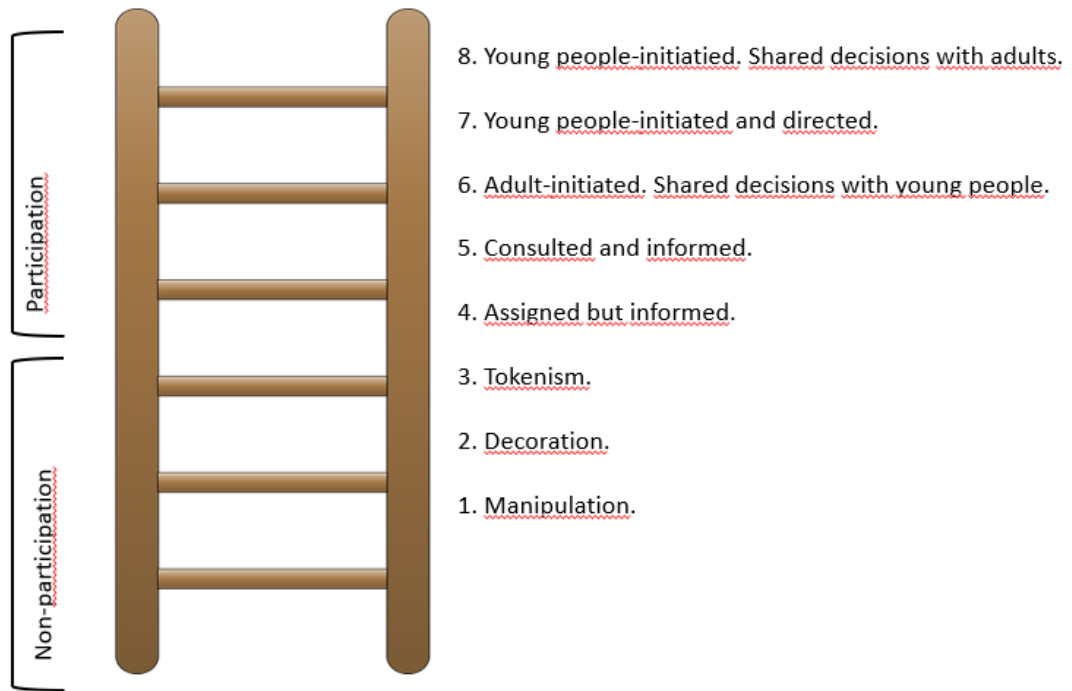 8. Young people-initiatied. Shared decisions with adults.
7. Young people-initiated and directed.
6. Adult-initiated. Shared decisions with young people.
5. Consulted and informed.
4. Assigned but informed.
3. Tokenism.
2. Decoration.
1. Manipulation.
Participation
Non-participation